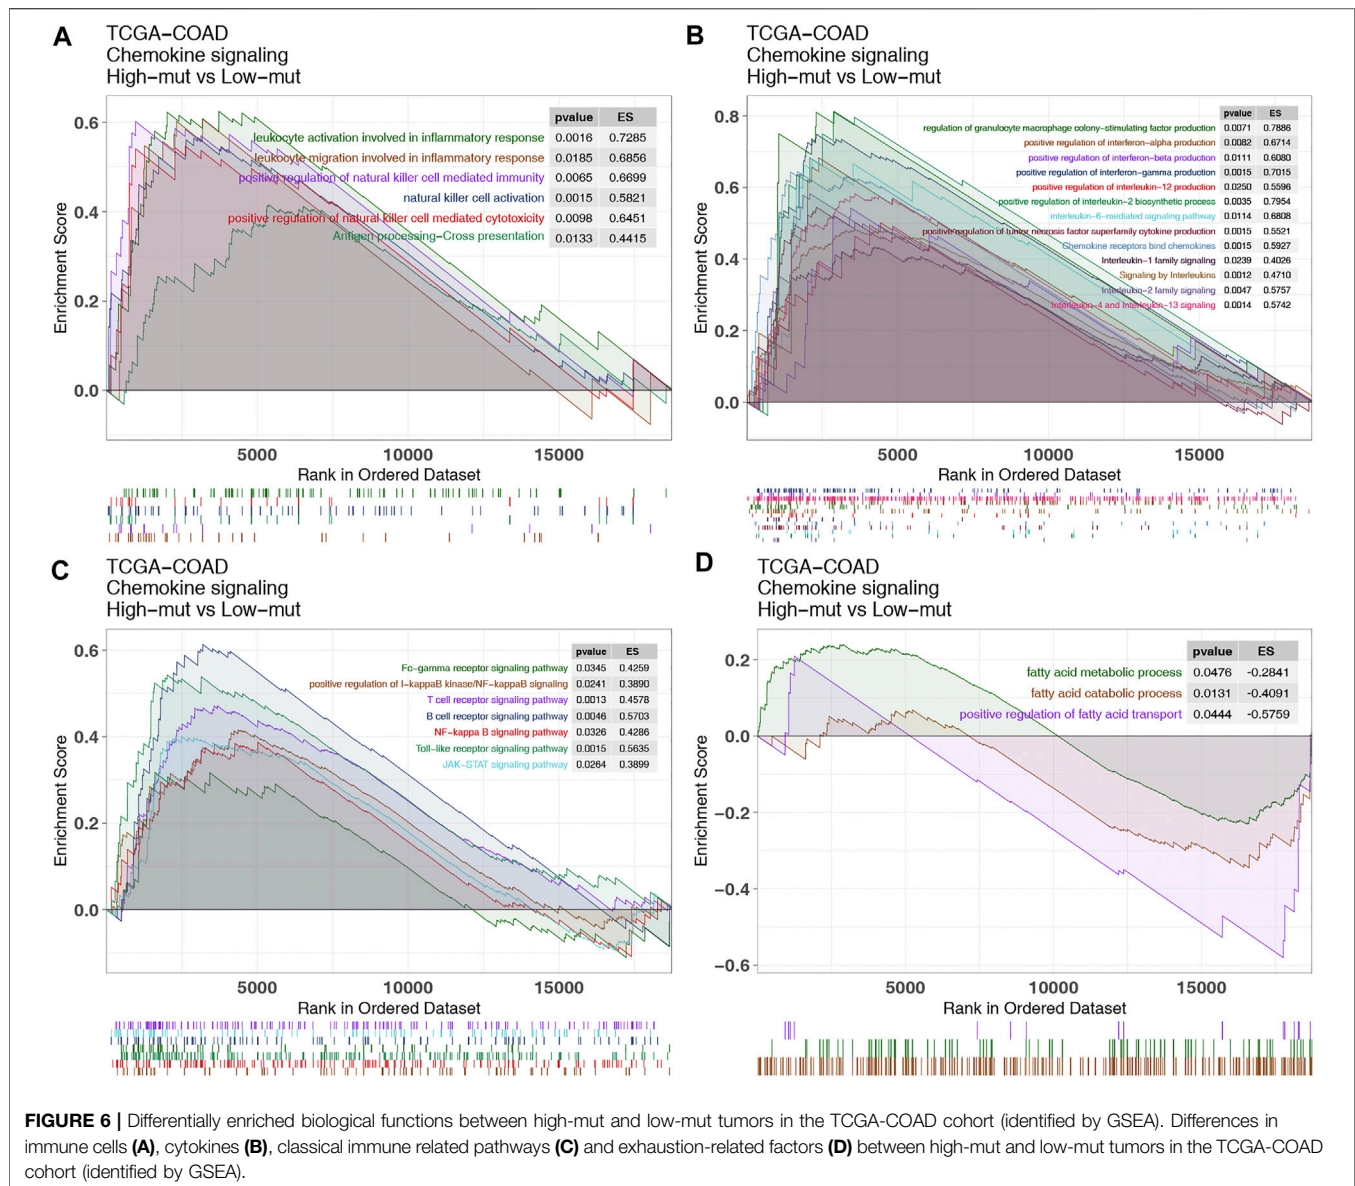 A
TCGA-COAD
Chemokine signaling
High-mut vs Low-mut
Enrichment Score
0.6
0.4
0.2
0.0
pvalue ES
leukocyte activation involved in inflammatory response 0.0016 0.7285
leukocyte migration involved in inflammatory response 0.0185 0.6856
positive regulation of natural killer cell mediated immunity 0.0065 0.6699
natural killer cell activation 0.0015 0.5821
positive regulation of natural killer cell mediated cytotoxicity 0.0098 0.6451
Antigen processing-Cross presentation 0.0133 0.4415
5000 10000 15000
Rank in Ordered Dataset
B
TCGA-COAD
Chemokine signaling
High-mut vs Low-mut
Enrichment Score
0.8
0.6
0.4
0.2
0.0
pvalue ES
regulation of granulocyte macrophage colony-stimulating factor production 0.0071 0.7886
positive regulation of interferon-alpha production 0.0082 0.6714
positive regulation of interferon-beta production 0.0111 0.6080
positive regulation of interferon-gamma production 0.0015 0.7015
positive regulation of interleukin-12 production 0.0250 0.5596
positive regulation of interleukin-2 biosynthetic process 0.0035 0.7954
interleukin-6-mediated signaling pathway 0.0114 0.6808
positive regulation of tumor necrosis factor superfamily cytokine production 0.0015 0.5521
Chemokine receptors bind chemokines 0.0015 0.5927
Interleukin-1 family signaling 0.0239 0.4026
Signaling by Interleukins 0.0012 0.4710
Interleukin-2 family signaling 0.0047 0.5757
Interleukin-4 and Interleukin-13 signaling 0.0014 0.5742
5000 10000 15000
Rank in Ordered Dataset
C
TCGA-COAD
Chemokine signaling
High-mut vs Low-mut
Enrichment Score
0.6
0.4
0.2
0.0
pvalue ES
Fc-gamma receptor signaling pathway 0.0345 0.4259
positive regulation of I-kappaB kinase/NF-kappaB signaling 0.0241 0.3890
T cell receptor signaling pathway 0.0013 0.4578
B cell receptor signaling pathway 0.0046 0.5703
NF-kappa B signaling pathway 0.0326 0.4286
Toll-like receptor signaling pathway 0.0015 0.5635
JAK-STAT signaling pathway 0.0264 0.3899
5000 10000 15000
Rank in Ordered Dataset
D
TCGA-COAD
Chemokine signaling
High-mut vs Low-mut
Enrichment Score
0.2
0.0
-0.2
-0.4
-0.6
pvalue ES
fatty acid metabolic process 0.0476 -0.2841
fatty acid catabolic process 0.0131 -0.4091
positive regulation of fatty acid transport 0.0444 -0.5759
5000 10000 15000
Rank in Ordered Dataset
FIGURE 6 | Differentially enriched biological functions between high-mut and low-mut tumors in the TCGA-COAD cohort (identified by GSEA). Differences in
immune cells (A), cytokines (B), classical immune related pathways (C) and exhaustion-related factors (D) between high-mut and low-mut tumors in the TCGA-COAD
cohort (identified by GSEA).